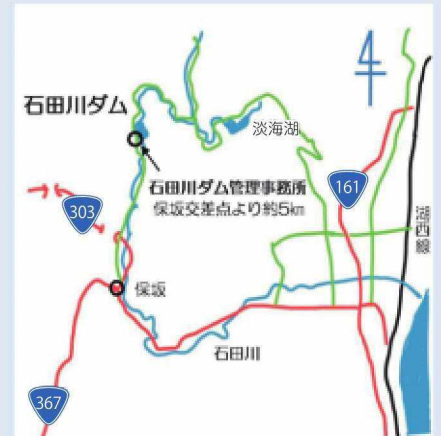 石田川ダム
淡海湖
石田川ダム管理事務所
保坂交差点より約5㎞
161
303
湖西線
保坂
石田川
367